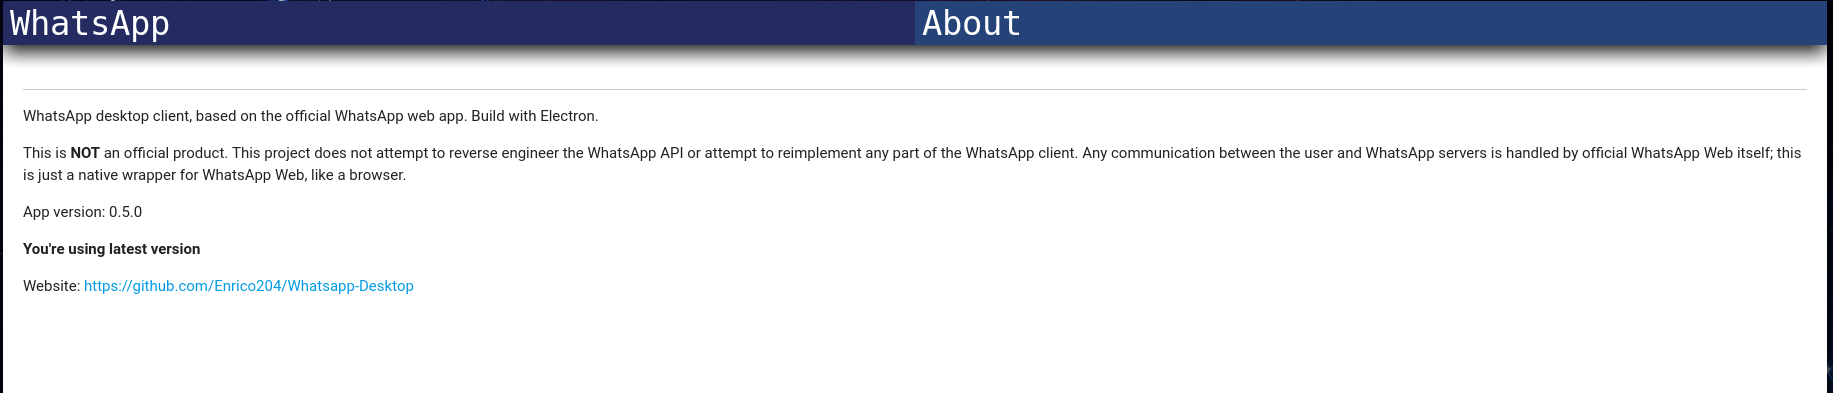 WhatsApp
About
WhatsApp desktop client, based on the official WhatsApp web app. Build with Electron.
This is NOT an official product. This project does not attempt to reverse engineer the WhatsApp API or attempt to reimplement any part of the WhatsApp client. Any communication between the user and WhatsApp servers is handled by official WhatsApp Web itself; this
is just a native wrapper for WhatsApp Web, like a browser.
App version: 0.5.0
You're using latest version
Website: https://github.com/Enrico204/Whatsapp-Desktop